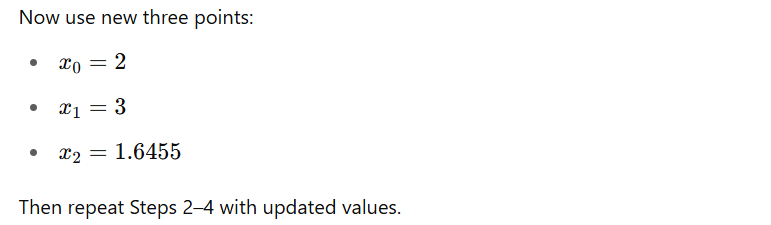 Now use new three points:
• x₀ = 2
• x₁ = 3
• x₂ = 1.6455
Then repeat Steps 2–4 with updated values.